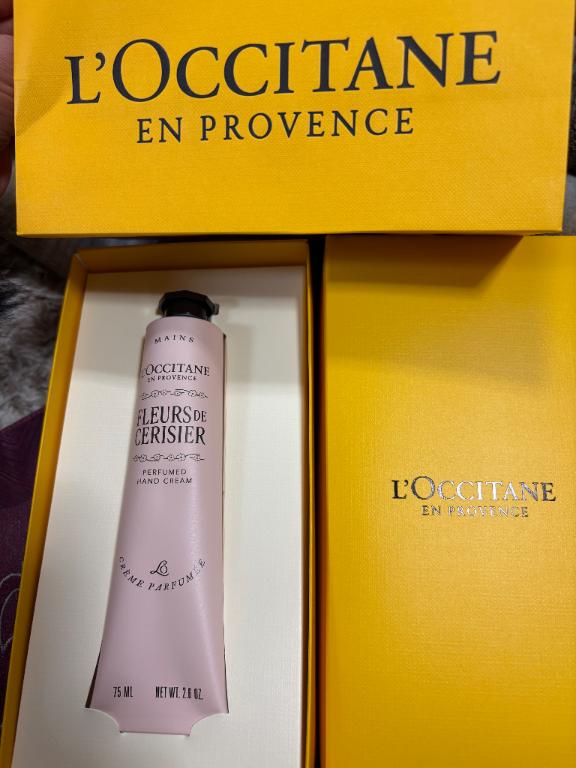 L'OCCITANE
EN PROVENCE
MAINS
L'OCCITANE
EN PROVENCE
FLEURS DE
CERISIER
PERFUMED
HAND CREAM
CRÈME PARFUMÉE
75 ML NET WT. 2.6 OZ.
L'OCCITANE
EN PROVENCE